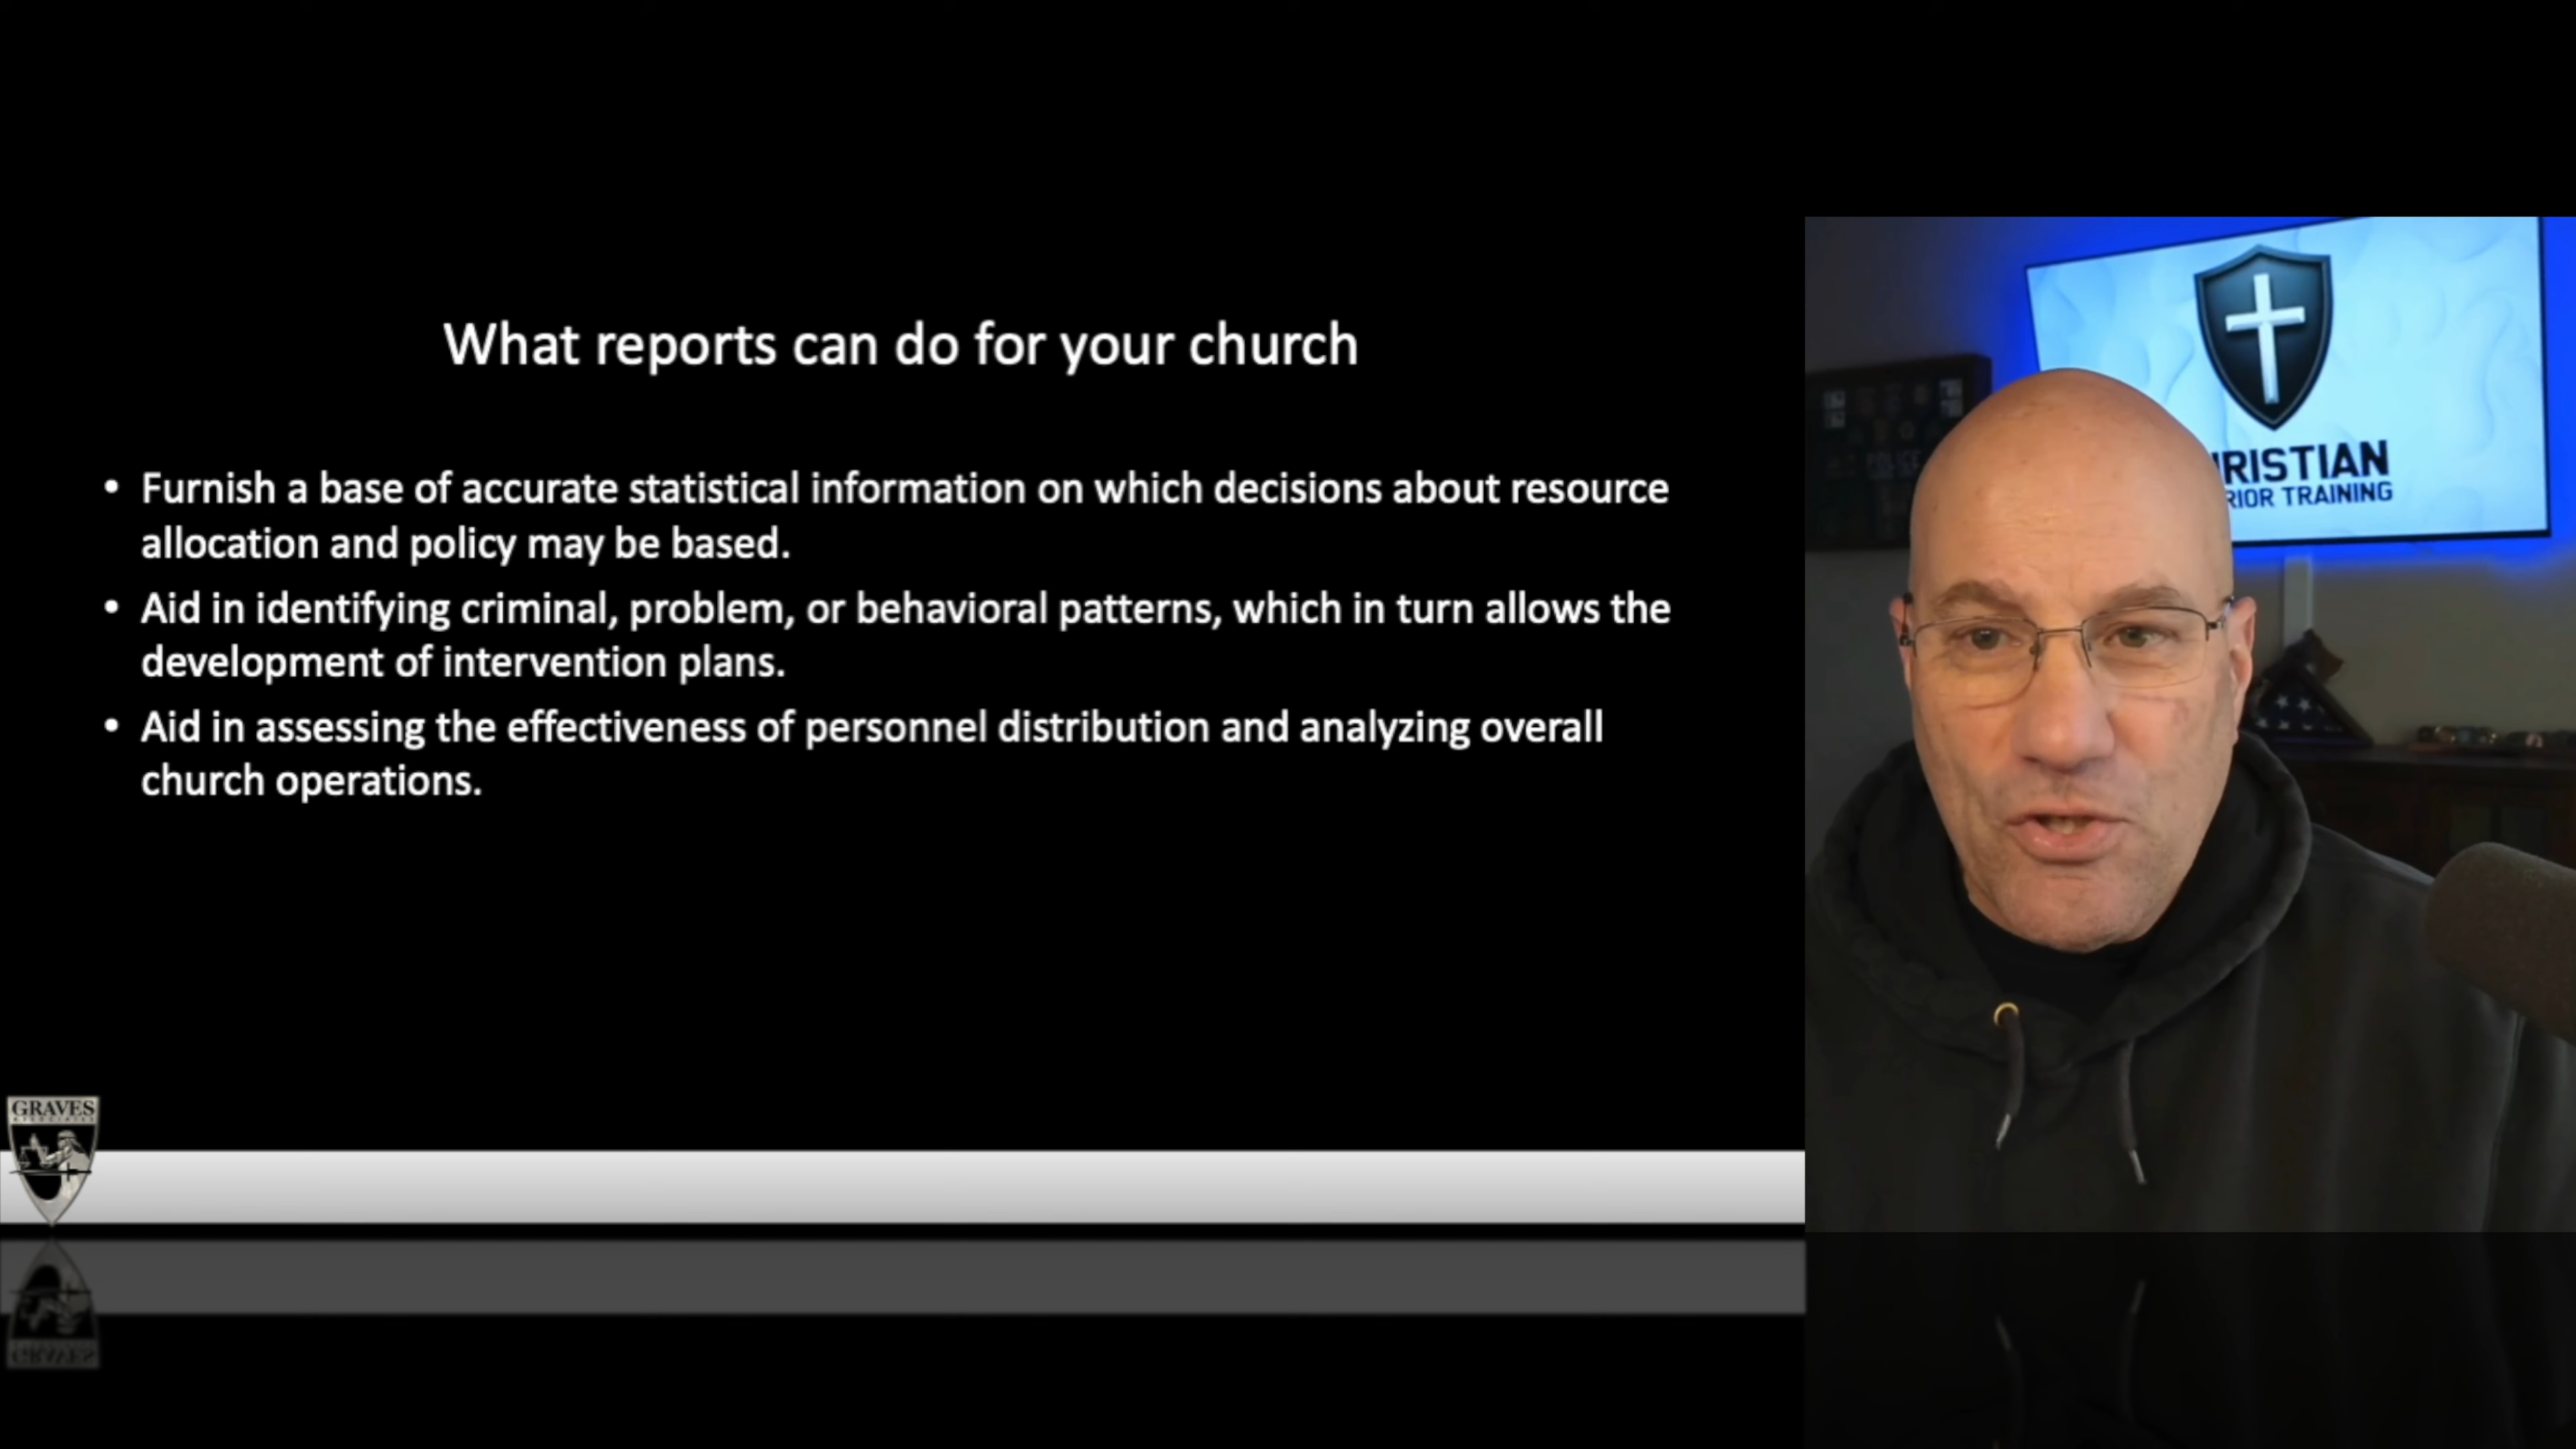 What reports can do for your church
• Furnish a base of accurate statistical information on which decisions about resource
allocation and policy may be based.
• Aid in identifying criminal, problem, or behavioral patterns, which in turn allows the
development of intervention plans.
• Aid in assessing the effectiveness of personnel distribution and analyzing overall
church operations.
RISTIAN
RIOR TRAINING
POLICE
GRAVES
ASSOCIATES